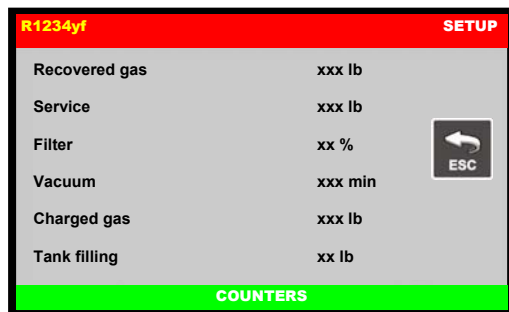 R1234yf SETUP
Recovered gas xxx lb
Service xxx lb
Filter xx %
ESC
Vacuum xxx min
Charged gas xxx lb
Tank filling xx lb
COUNTERS